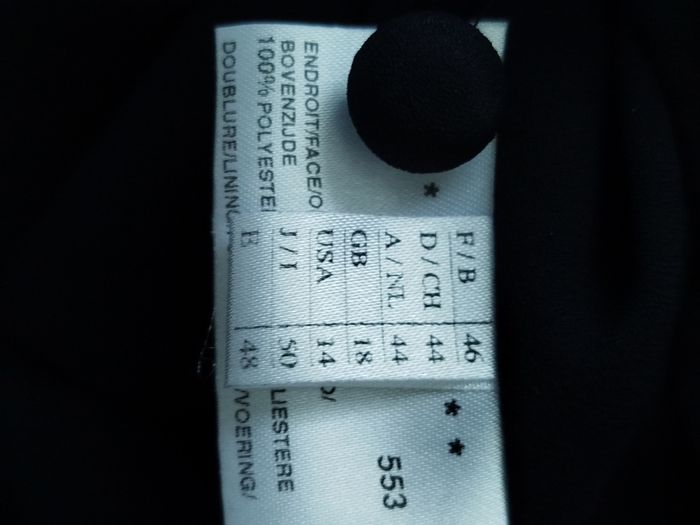 *
* *
553
ENDROIT/FACE/O
BOVENZIJDE
100% POLYESTE
LIESTERE
DOUBLURE/LINING
/VOERING/
F / B 46
D / CH 44
A / NL 44
GB 18
USA 14
J / I 50
E 48